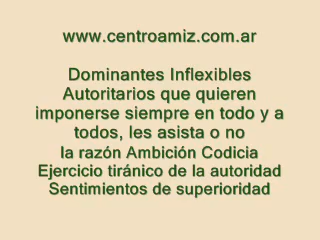 www.centroamiz.com.ar
Dominantes Inflexibles
Autoritarios que quieren
imponerse siempre en todo y a
todos, les asista o no
la razón Ambición Codicia
Ejercicio tiránico de la autoridad
Sentimientos de superioridad